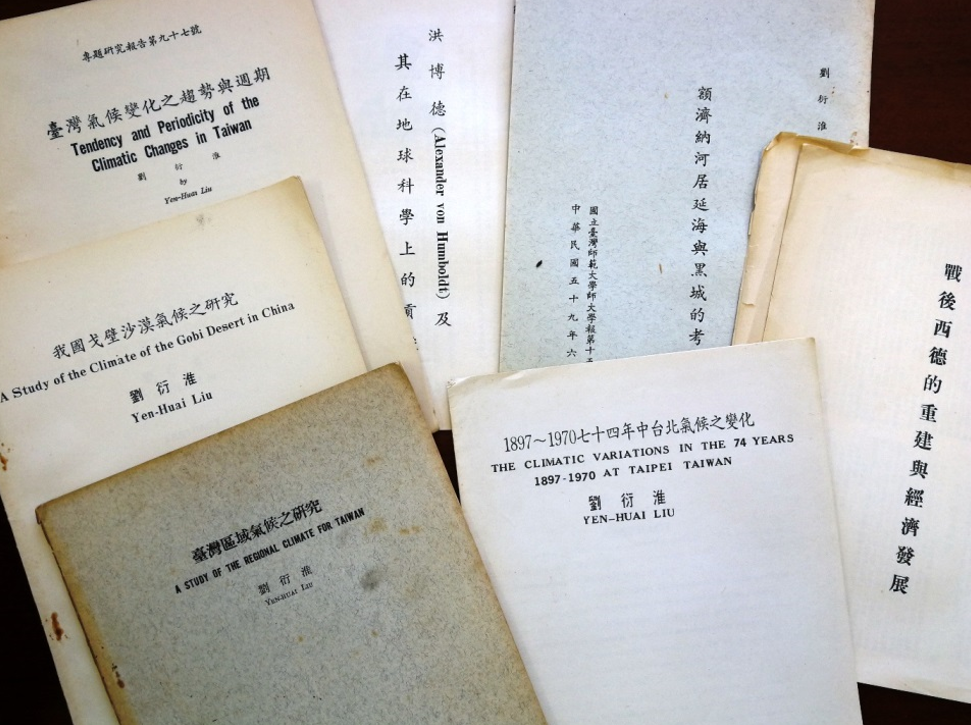 專題研究報告第九十七號
臺灣氣候變化之趨勢與週期
Tendency and Periodicity of the
Climatic Changes in Taiwan
劉衍淮
by
Yen-Huai Liu
洪博德(Alexander von Humboldt)及
其在地球科學上的貢
劉衍淮
額濟納河居延海與黑城的考
國立臺灣師範大學師大學報第十五
中華民國五十九年六
戰後西德的重建與經濟發展
我國戈壁沙漠氣候之研究
A Study of the Climate of the Gobi Desert in China
劉衍淮
Yen-Huai Liu
臺灣區域氣候之研究
A STUDY OF THE REGIONAL CLIMATE FOR TAIWAN
劉衍淮
YEN-HUAI LIU
1897~1970七十四年中台北氣候之變化
THE CLIMATIC VARIATIONS IN THE 74 YEARS
1897-1970 AT TAIPEI TAIWAN
劉衍淮
YEN-HUAI LIU